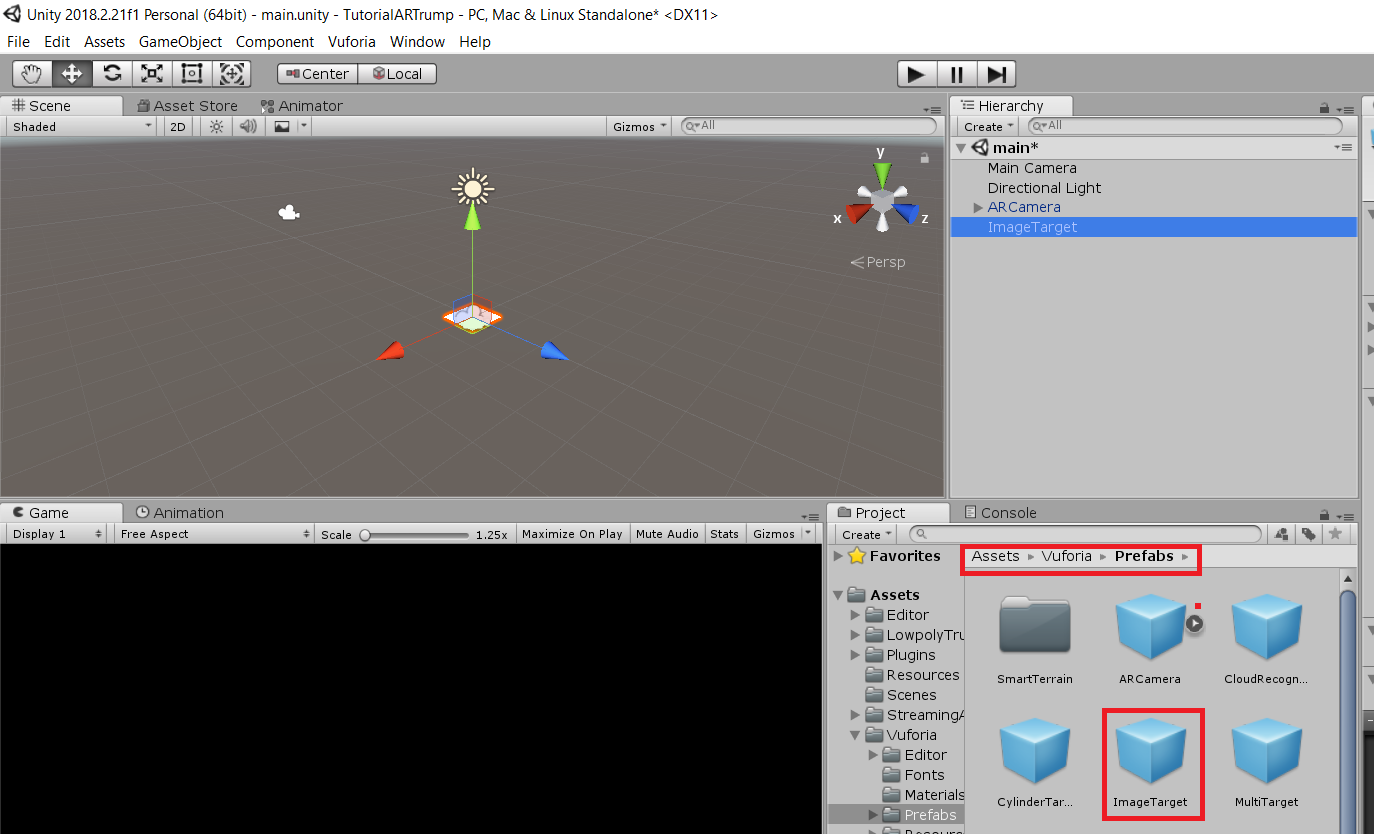 Unity 2018.2.21f1 Personal (64bit) - main.unity - TutorialARTrump - PC, Mac & Linux Standalone* <DX11>
File Edit Assets GameObject Component Vuforia Window Help
Center Local
Scene Asset Store Animator
Shaded 2D Gizmos All
y
x z
Persp
Hierarchy
Create All
main*
Main Camera
Directional Light
ARCamera
ImageTarget
Game Animation
Display 1 Free Aspect Scale 1.25x Maximize On Play Mute Audio Stats Gizmos
Project Console
Create
Favorites
Assets
Editor
LowpolyTru
Plugins
Resources
Scenes
StreamingA
Vuforia
Editor
Fonts
Materials
Prefabs
Assets Vuforia Prefabs
SmartTerrain ARCamera CloudRecogn...
CylinderTar... ImageTarget MultiTarget